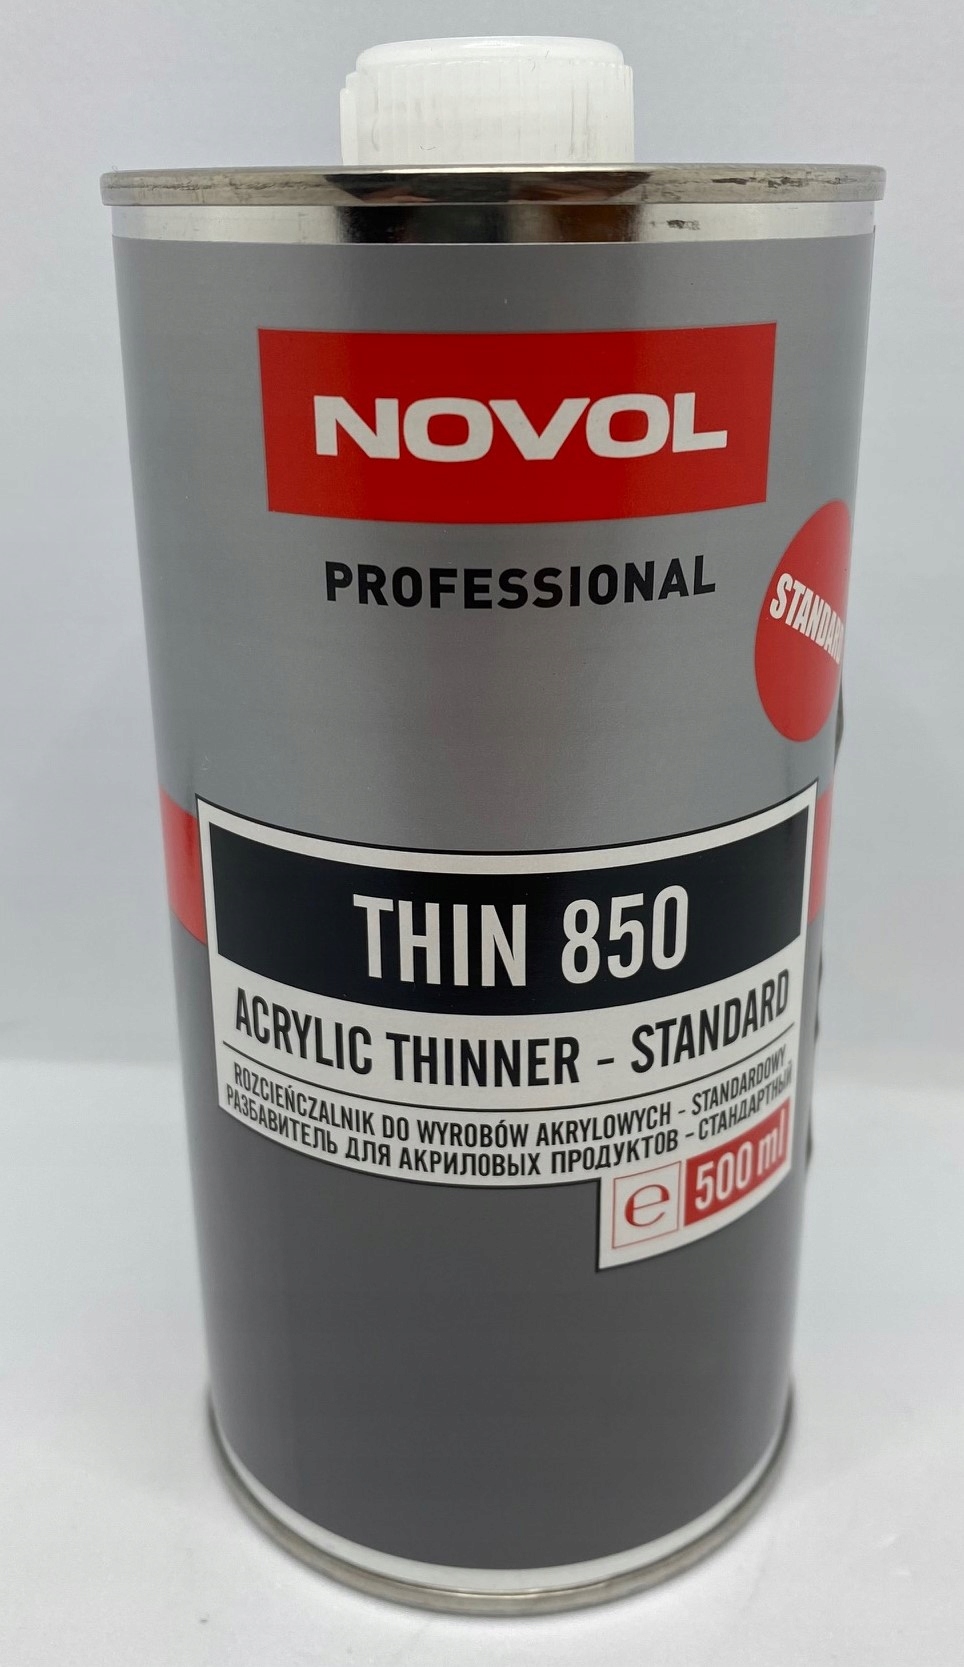 NOVOL
PROFESSIONAL
STANDARD
THIN 850
ACRYLIC THINNER - STANDARD
ROZCIEŃCZALNIK DO WYROBÓW AKRYLOWYCH - STANDARDOWY
РАЗБАВИТЕЛЬ ДЛЯ АКРИЛОВЫХ ПРОДУКТОВ - СТАНДАРТНЫЙ
e 500 ml